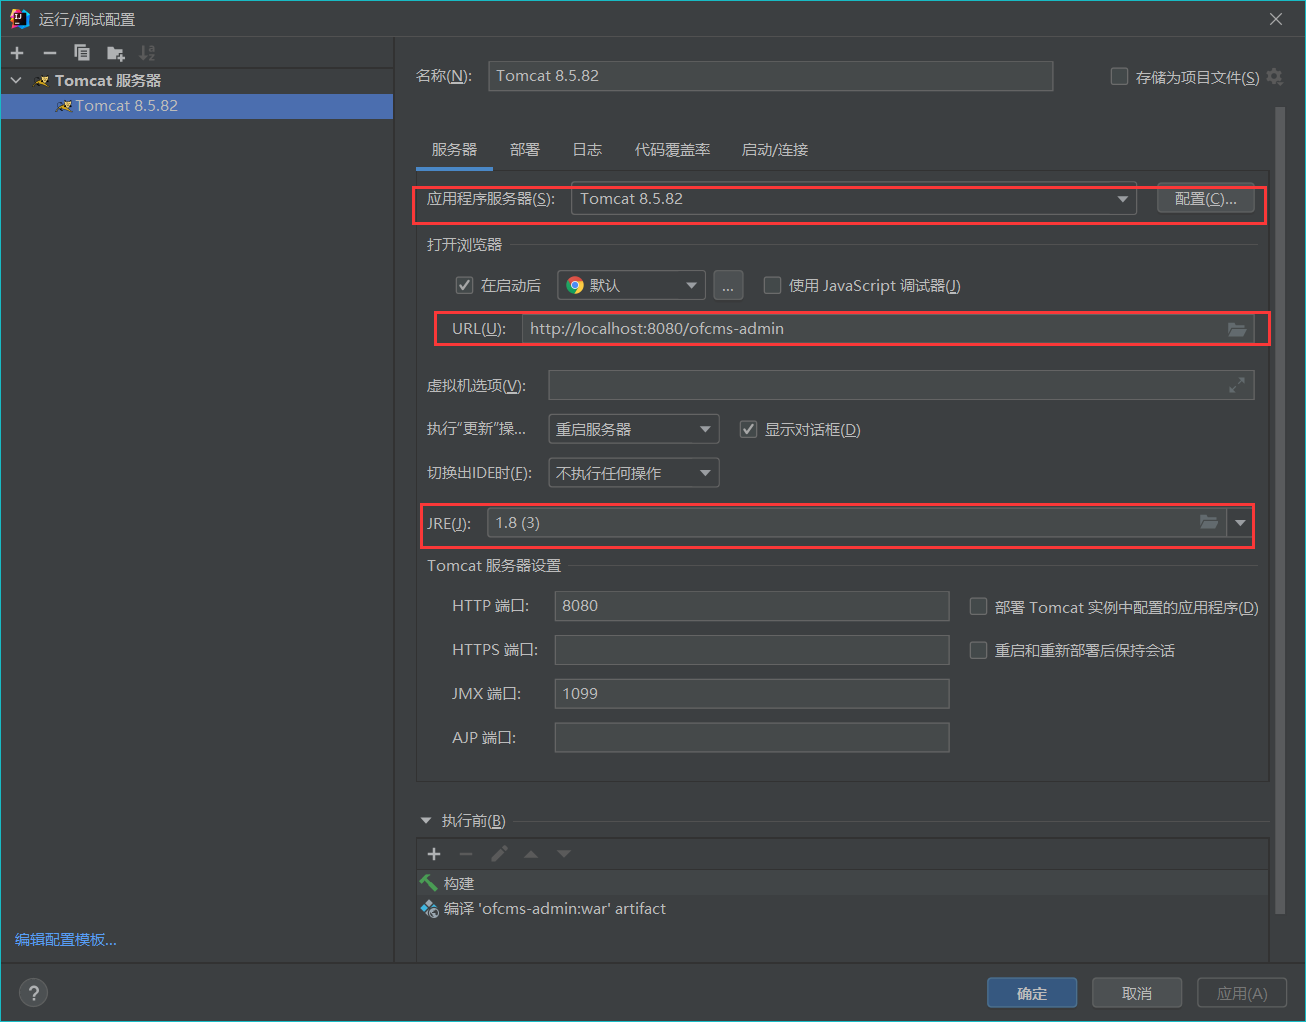 运行/调试配置
Tomcat 服务器
Tomcat 8.5.82
编辑配置模板...
名称(N): Tomcat 8.5.82 存储为项目文件(S)
服务器 部署 日志 代码覆盖率 启动/连接
应用程序服务器(S): Tomcat 8.5.82 配置(C)...
打开浏览器
在启动后 默认 ... 使用 JavaScript 调试器(J)
URL(U): http://localhost:8080/ofcms-admin
虚拟机选项(V):
执行“更新”操... 重启服务器 显示对话框(D)
切换出IDE时(F): 不执行任何操作
JRE(J): 1.8 (3)
Tomcat 服务器设置
HTTP 端口: 8080 部署 Tomcat 实例中配置的应用程序(D)
HTTPS 端口: 重启和重新部署后保持会话
JMX 端口: 1099
AJP 端口:
执行前(B)
构建
编译 'ofcms-admin:war' artifact
? 确定 取消 应用(A)